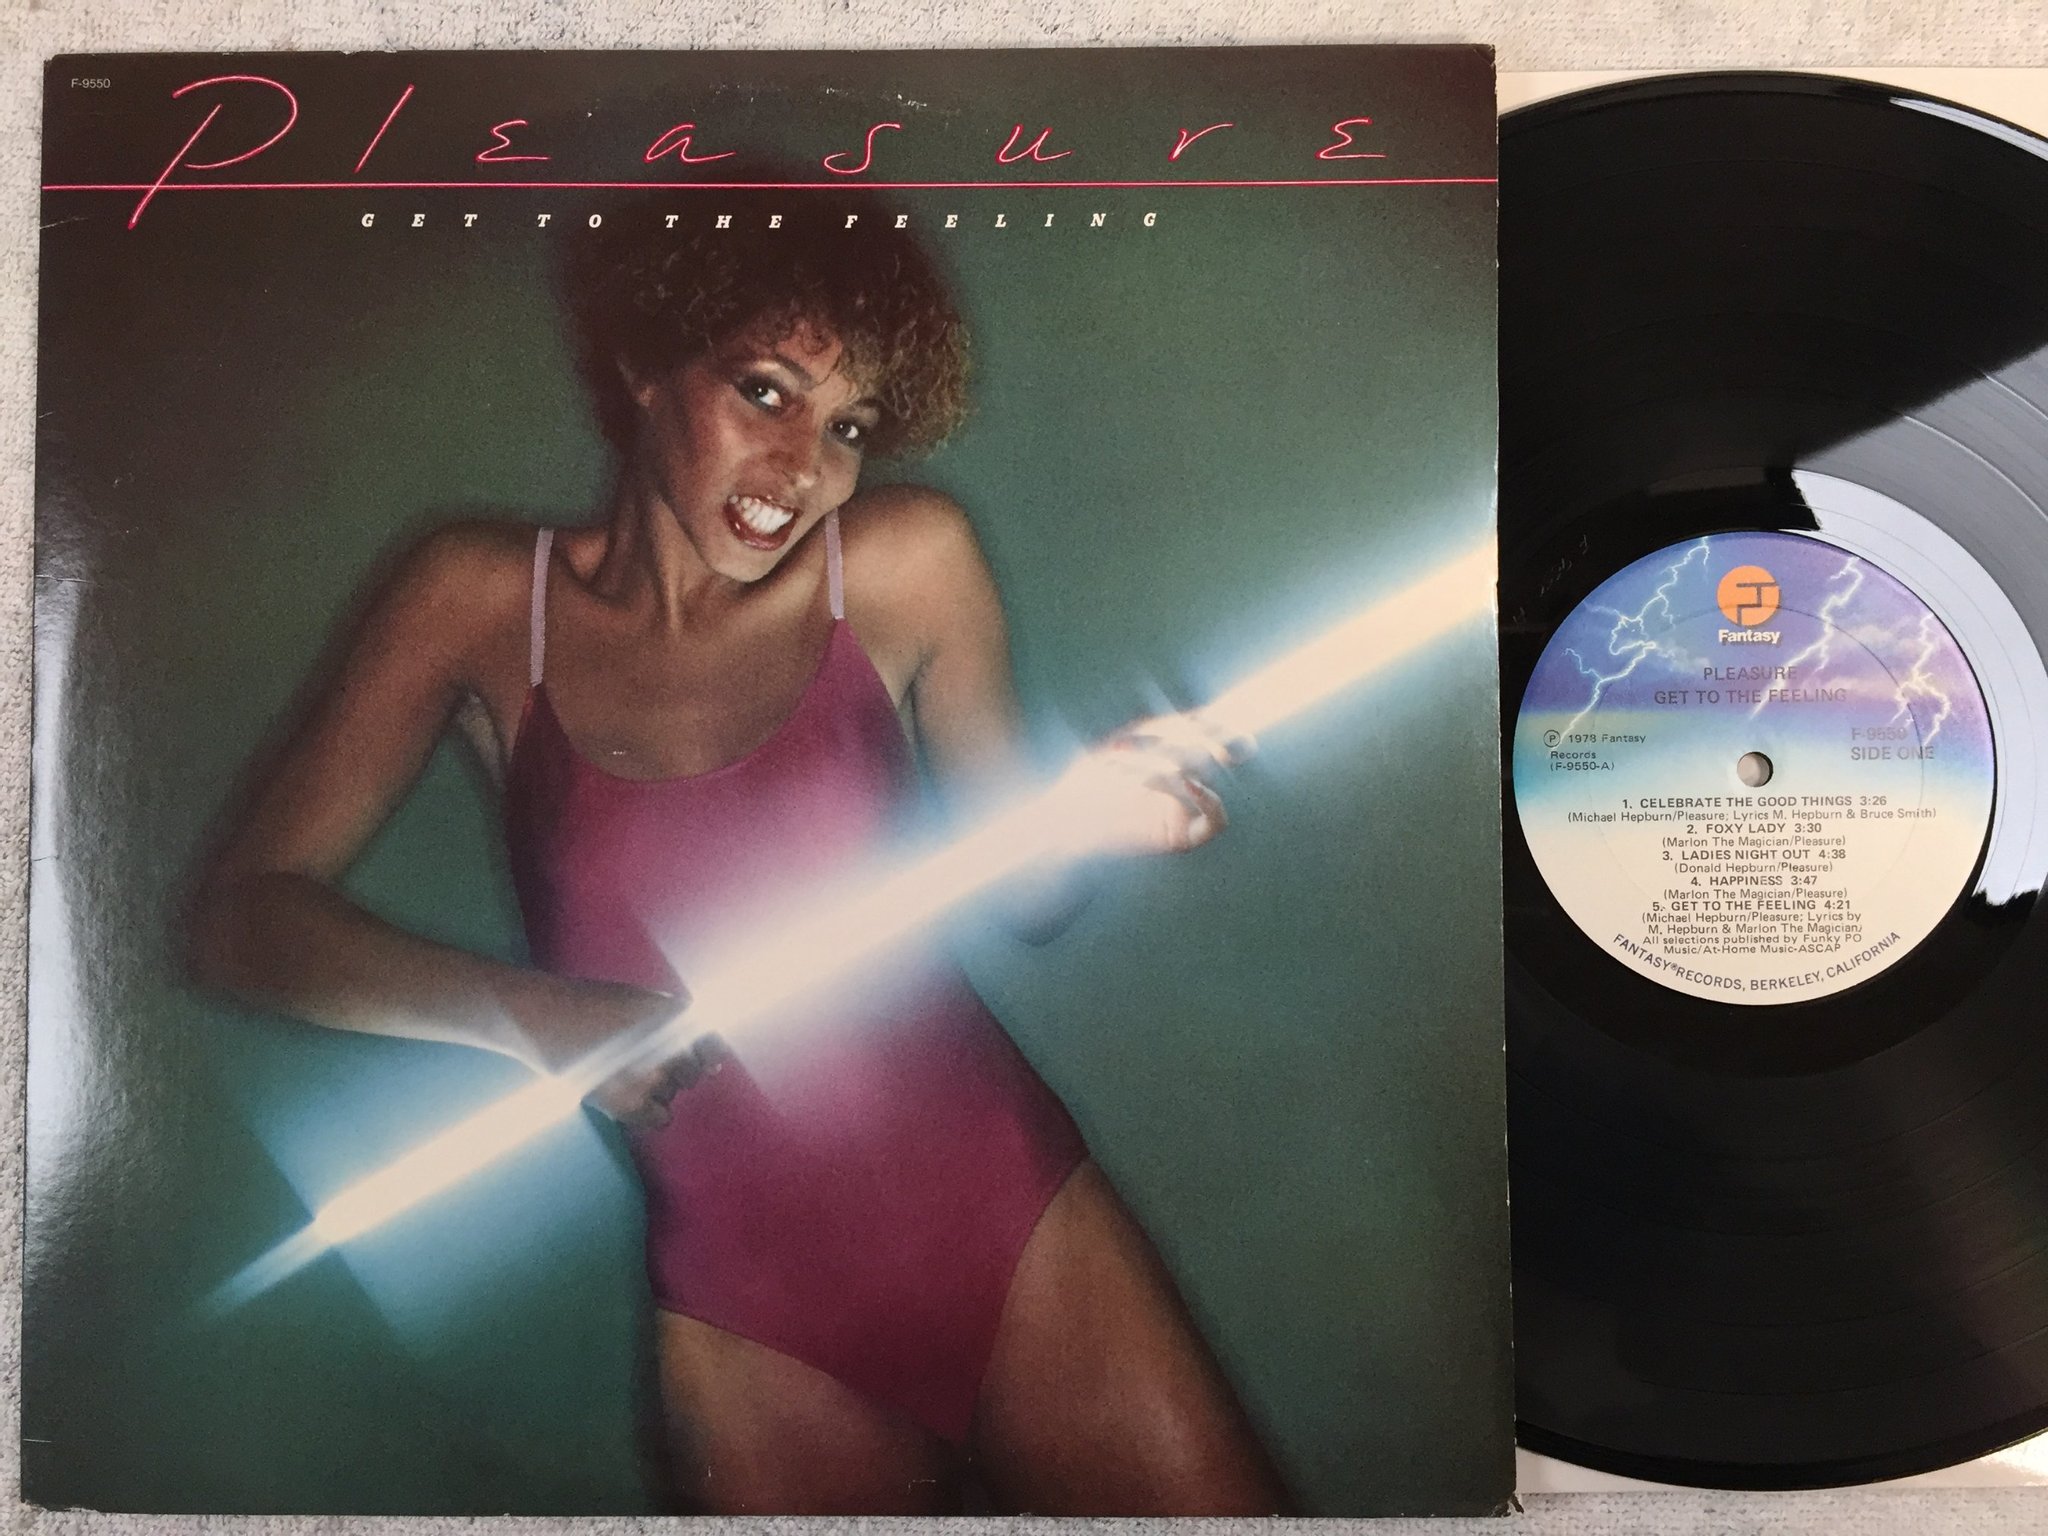 F-9550
Pleasure
GET TO THE FEELING
Fantasy
PLEASURE
GET TO THE FEELING
℗ 1978 Fantasy
Records
(F-9550-A)
F-9550
SIDE ONE
1. CELEBRATE THE GOOD THINGS 3:26
(Michael Hepburn/Pleasure; Lyrics M. Hepburn & Bruce Smith)
2. FOXY LADY 3:30
(Marlon The Magician/Pleasure)
3. LADIES NIGHT OUT 4:38
(Donald Hepburn/Pleasure)
4. HAPPINESS 3:47
(Marlon The Magician/Pleasure)
5. GET TO THE FEELING 4:21
(Michael Hepburn/Pleasure; Lyrics by
M. Hepburn & Marlon The Magician/
All selections published by Funky PO
Music/At-Home Music-ASCAP
FANTASY® RECORDS, BERKELEY, CALIFORNIA